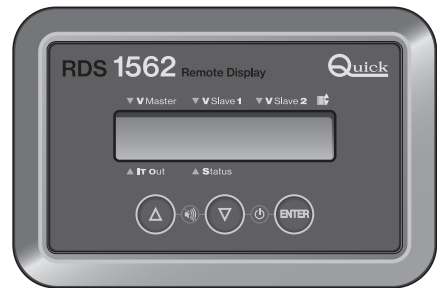 RDS 1562 Remote Display Quick
▼ V Master ▼ V Slave 1 ▼ V Slave 2
▲ IT Out ▲ Status
ENTER